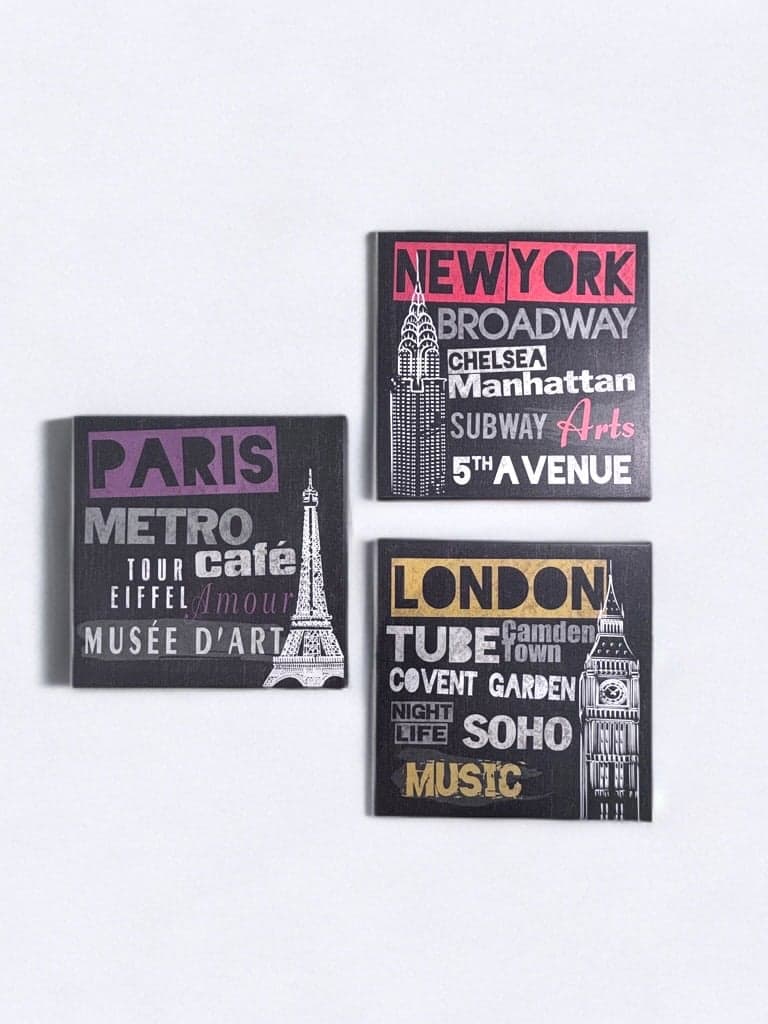 NEW YORK
BROADWAY
CHELSEA
Manhattan
SUBWAY Arts
5TH AVENUE
PARIS
METRO
TOUR café
EIFFEL Amour
MUSÉE D'ART
LONDON
TUBE Camden
Town
COVENT GARDEN
NIGHT
LIFE SOHO
MUSIC